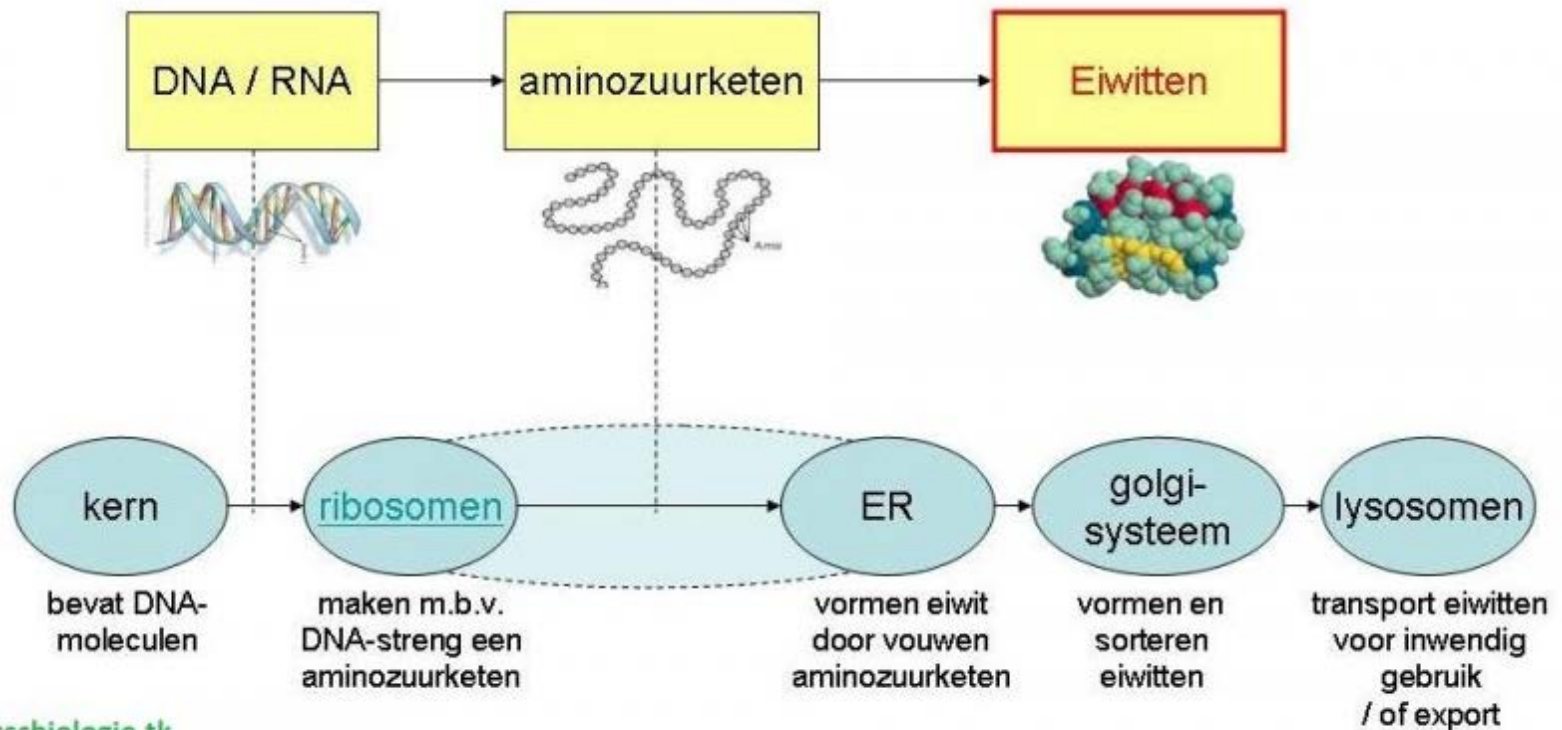 DNA / RNA
aminozuurketen
Eiwitten
kern
ribosomen
ER
golgi-
systeem
lysosomen
bevat DNA-
moleculen
maken m.b.v.
DNA-streng een
aminozuurketen
vormen eiwit
door vouwen
aminozuurketen
vormen en
sorteren
eiwitten
transport eiwitten
voor inwendig
gebruik
/ of export